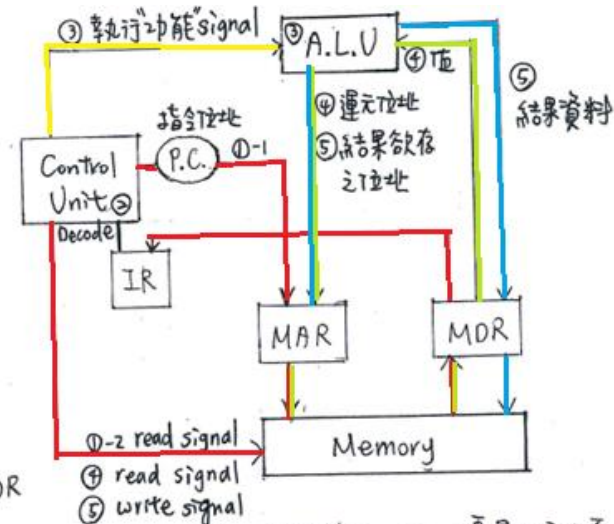 ③ 執行"功能"signal
③ A.L.U
④ 值
⑤
結果資料
④ 運元位址
⑤ 結果欲存
之位址
指令位址
P.C.
①-1
Control
Unit ②
Decode
IR
MAR
MDR
Memory
①-2 read signal
④ read signal
⑤ write signal